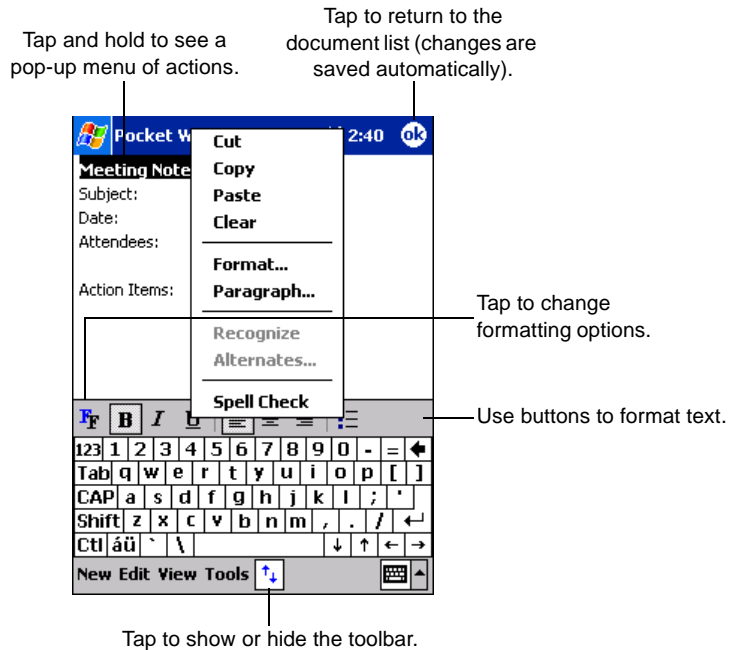 Tap to return to the
document list (changes are
saved automatically).
Tap and hold to see a
pop-up menu of actions.
Pocket W 2:40 ok
Cut
Copy
Paste
Clear
Format...
Paragraph...
Recognize
Alternates...
Spell Check
Meeting Note
Subject:
Date:
Attendees:
Action Items:
Tap to change
formatting options.
Use buttons to format text.
FF B I U
123 1 2 3 4 5 6 7 8 9 0 - = 🡄
Tab q w e r t y u i o p [ ]
CAP a s d f g h j k l ; '
Shift z x c v b n m , . / ↵
Ctl áü ` \ ↓ ↑ ← →
New Edit View Tools
Tap to show or hide the toolbar.